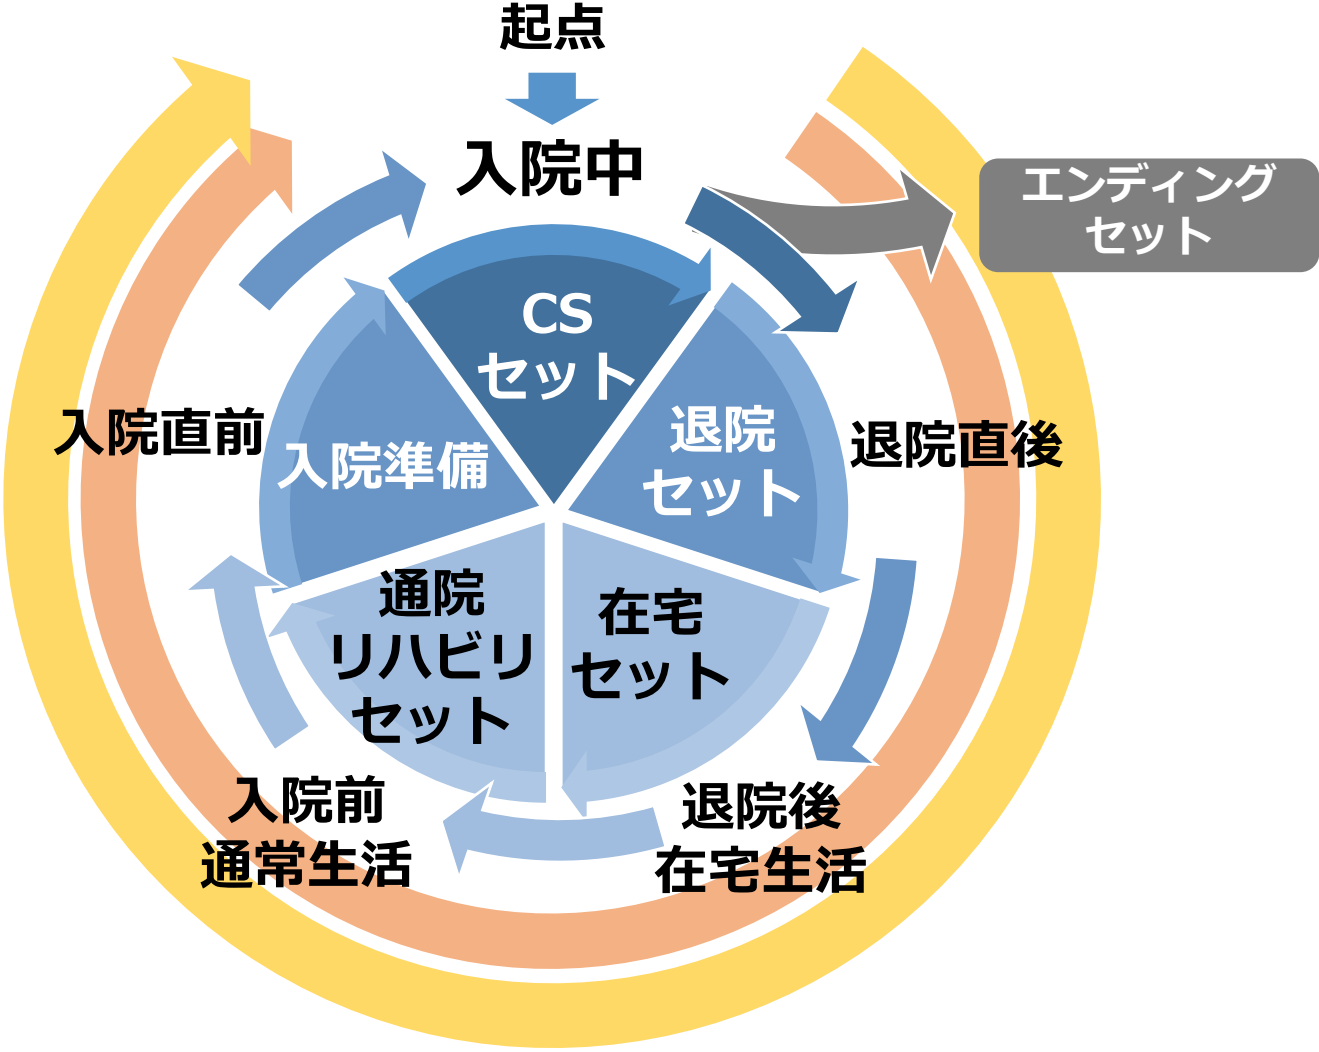 起点
入院中
エンディング
セット
CS
セット
退院
セット
退院直後
入院直前
入院準備
通院
リハビリ
セット
在宅
セット
入院前
通常生活
退院後
在宅生活